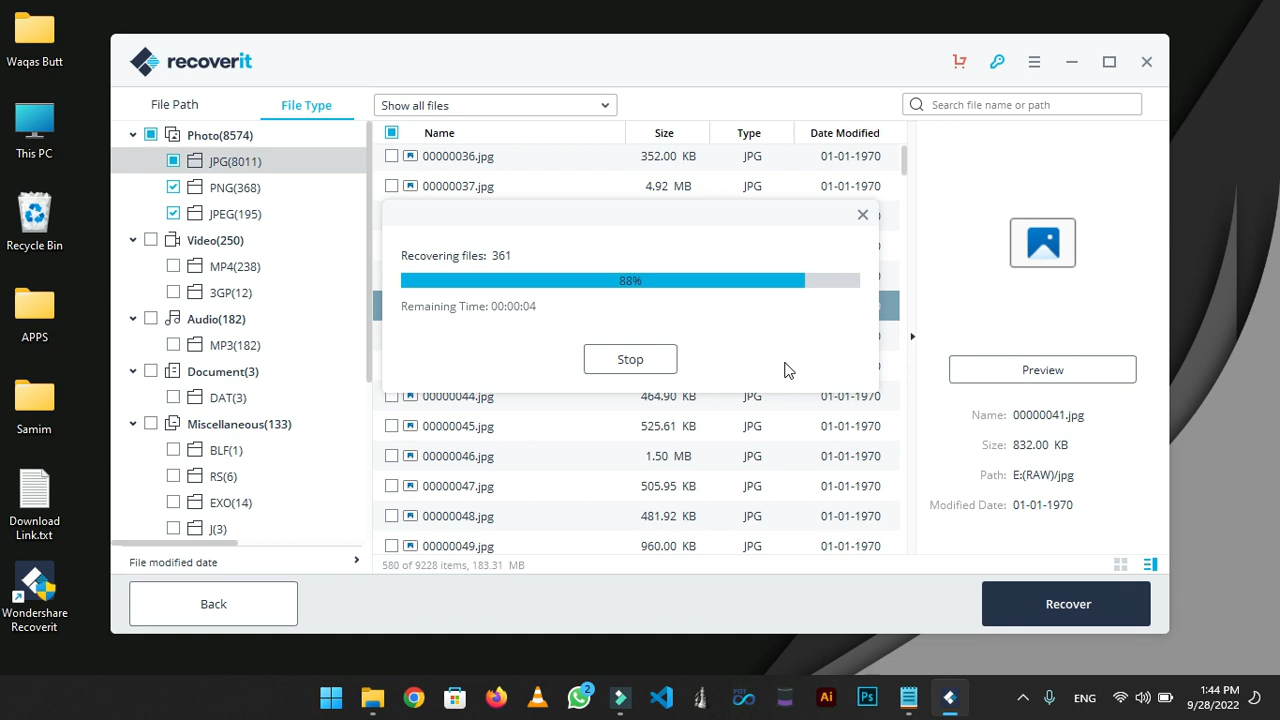 Waqas Butt
This PC
Recycle Bin
APPS
Samim
Download
Link.txt
Wondershare
Recoverit
recoverit
File Path
File Type
Show all files
Search file name or path
Photo(8574)
JPG(8011)
PNG(368)
JPEG(195)
Video(250)
MP4(238)
3GP(12)
Audio(182)
MP3(182)
Document(3)
DAT(3)
Miscellaneous(133)
BLF(1)
RS(6)
EXO(14)
J(3)
File modified date
Name Size Type Date Modified
00000036.jpg 352.00 KB JPG 01-01-1970
00000037.jpg 4.92 MB JPG 01-01-1970
Recovering files: 361
88%
Remaining Time: 00:00:04
Stop
00000044.jpg 464.90 KB JPG 01-01-1970
00000045.jpg 525.61 KB JPG 01-01-1970
00000046.jpg 1.50 MB JPG 01-01-1970
00000047.jpg 505.95 KB JPG 01-01-1970
00000048.jpg 481.92 KB JPG 01-01-1970
00000049.jpg 960.00 KB JPG 01-01-1970
580 of 9228 items, 183.31 MB
Preview
Name: 00000041.jpg
Size: 832.00 KB
Path: E:(RAW)/jpg
Modified Date: 01-01-1970
Back
Recover
2
Ai
Ps
ENG
1:44 PM
9/28/2022